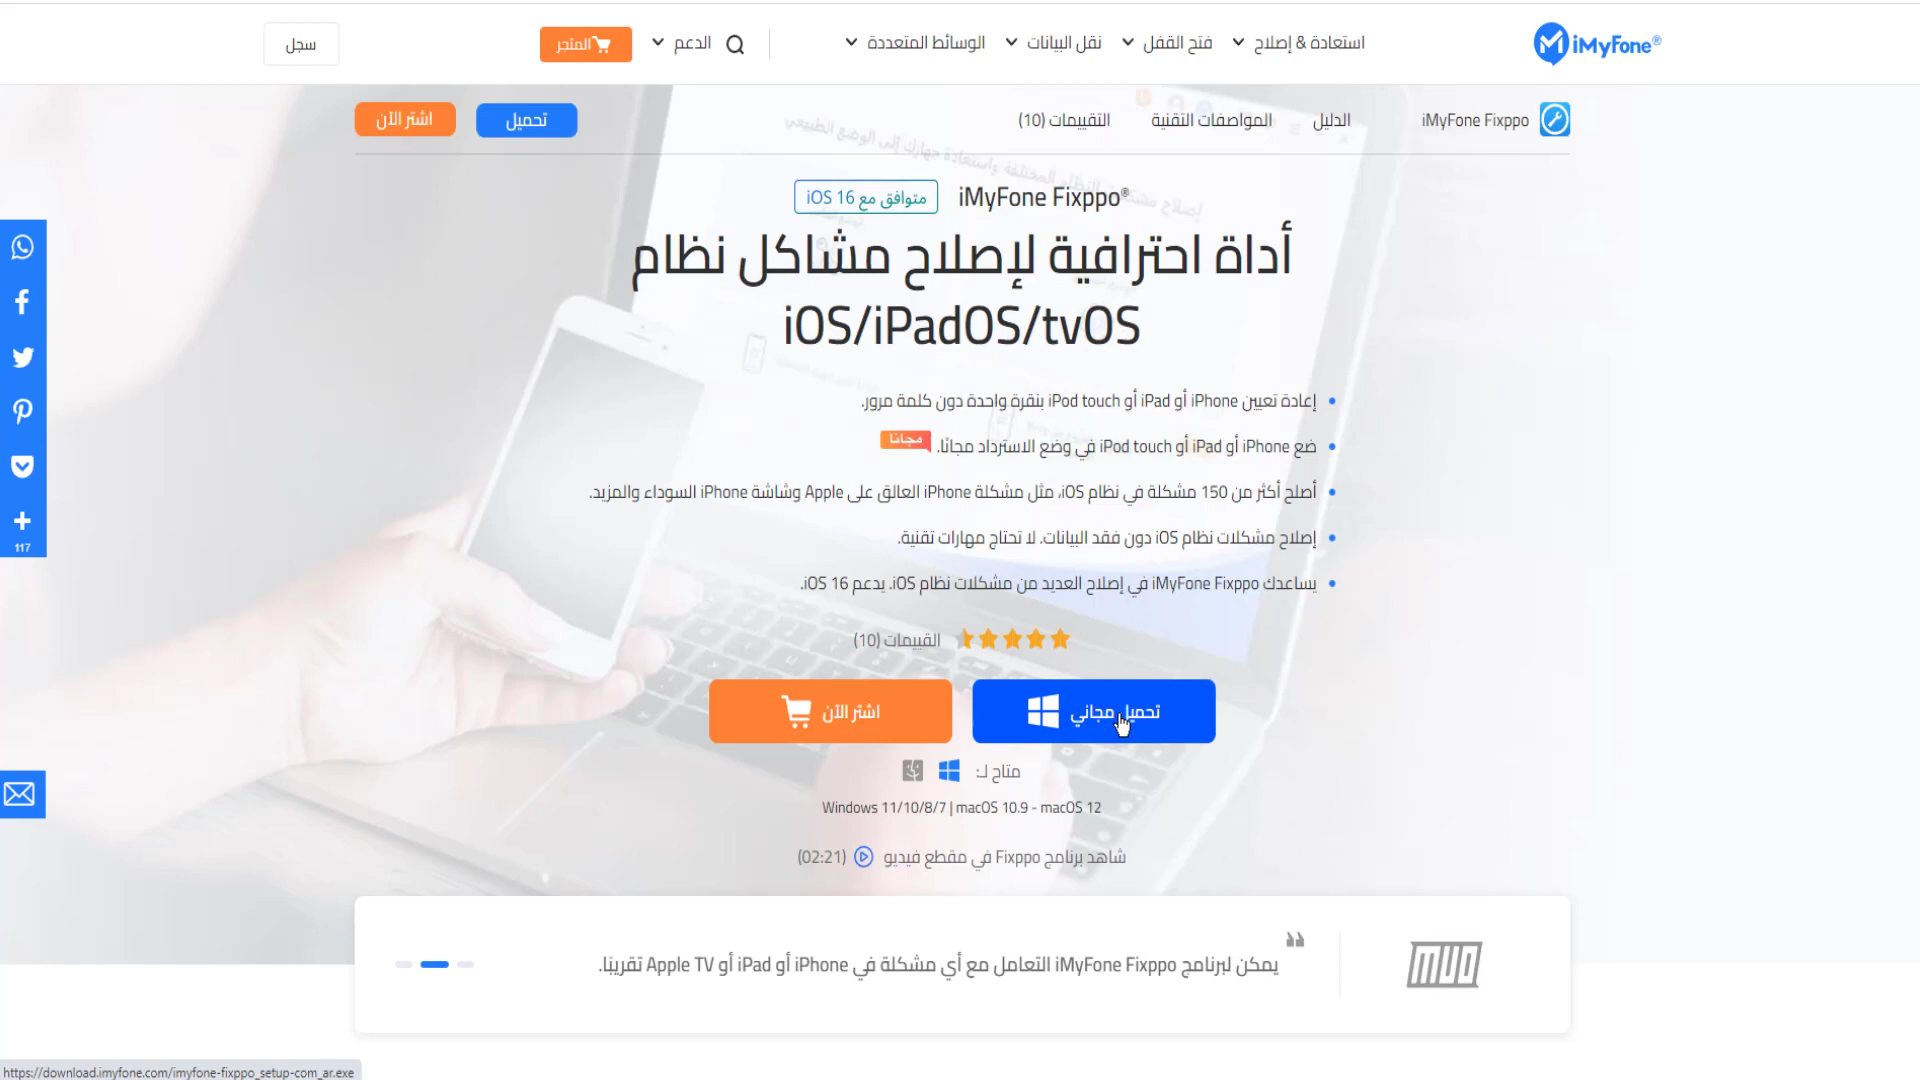 iMyFone®
استعادة & إصلاح
فتح القفل
نقل البيانات
الوسائط المتعددة
الدعم
المتجر
سجل
iMyFone Fixppo
الدليل
المواصفات التقنية
التقييمات (10)
تحميل
اشتر الآن
iMyFone Fixppo®
متوافق مع iOS 16
أداة احترافية لإصلاح مشاكل نظام
iOS/iPadOS/tvOS
إعادة تعيين iPhone أو iPad أو iPod touch بنقرة واحدة دون كلمة مرور.
ضع iPhone أو iPad أو iPod touch في وضع الاسترداد مجانًا. مجانا
أصلح أكثر من 150 مشكلة في نظام iOS، مثل مشكلة iPhone العالق على Apple وشاشة iPhone السوداء والمزيد.
إصلاح مشكلات نظام iOS دون فقد البيانات. لا تحتاج مهارات تقنية.
يساعدك iMyFone Fixppo في إصلاح العديد من مشكلات نظام iOS. يدعم iOS 16.
القييمات (10)
تحميل مجاني
اشتر الآن
متاح لـ:
Windows 11/10/8/7 | macOS 10.9 - macOS 12
شاهد برنامج Fixppo في مقطع فيديو (02:21)
يمكن لبرنامج iMyFone Fixppo التعامل مع أي مشكلة في iPhone أو iPad أو Apple TV تقريبًا.
117
https://download.imyfone.com/imyfone-fixppo_setup-com_ar.exe